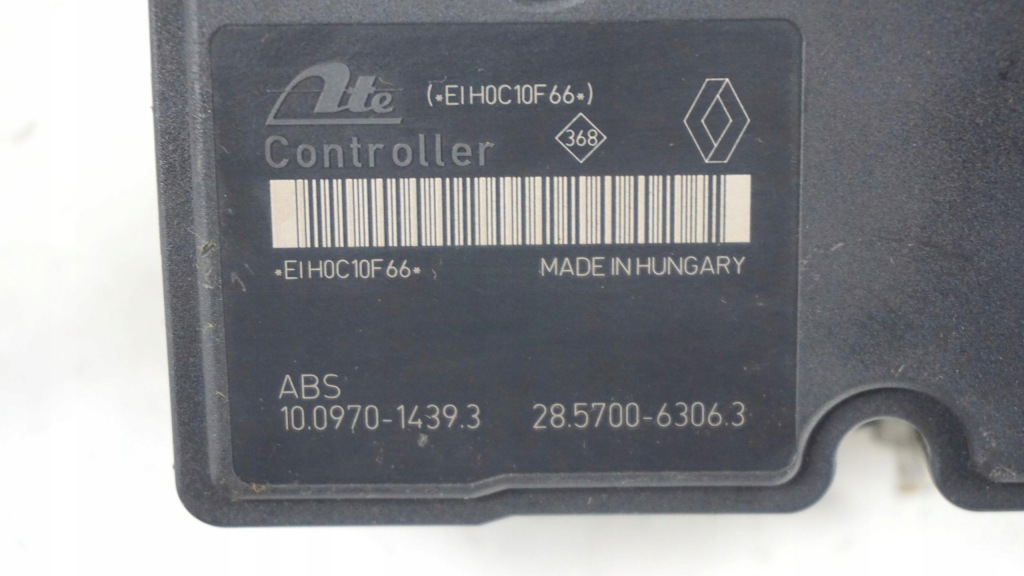 Ate (*EIH0C10F66*)
Controller 368
*EIH0C10F66* MADE IN HUNGARY
ABS
10.0970-1439.3 28.5700-6306.3